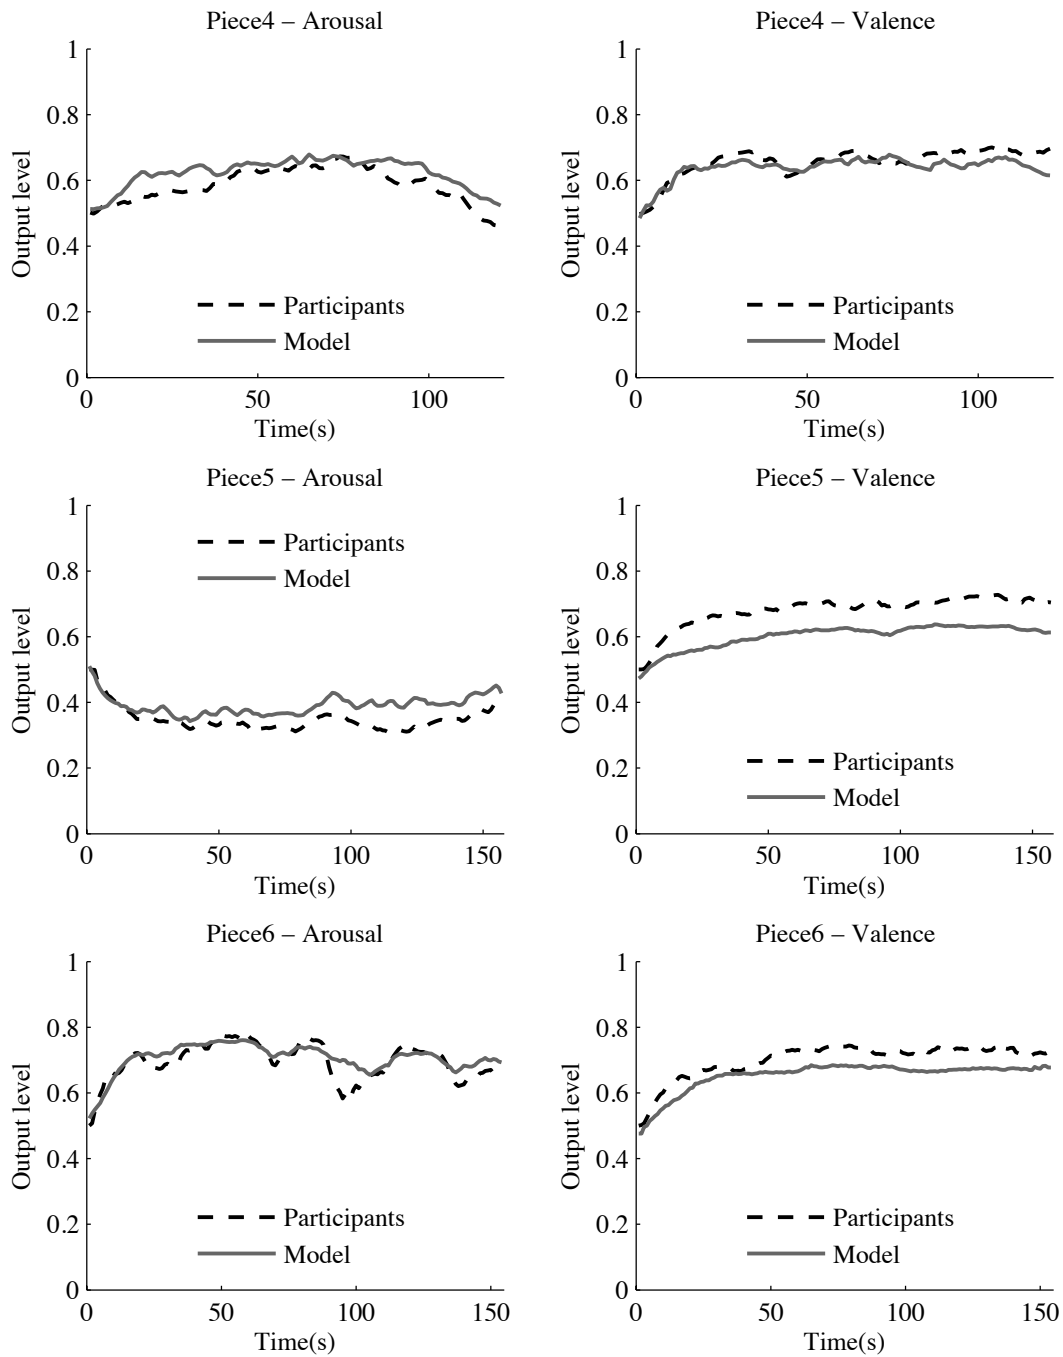 Piece4 – Arousal
1
0.8
0.6
0.4
0.2
0
Output level
Participants
Model
0 50 100
Time(s)
Piece4 – Valence
1
0.8
0.6
0.4
0.2
0
Output level
Participants
Model
0 50 100
Time(s)
Piece5 – Arousal
1
0.8
0.6
0.4
0.2
0
Output level
Participants
Model
0 50 100 150
Time(s)
Piece5 – Valence
1
0.8
0.6
0.4
0.2
0
Output level
Participants
Model
0 50 100 150
Time(s)
Piece6 – Arousal
1
0.8
0.6
0.4
0.2
0
Output level
Participants
Model
0 50 100 150
Time(s)
Piece6 – Valence
1
0.8
0.6
0.4
0.2
0
Output level
Participants
Model
0 50 100 150
Time(s)